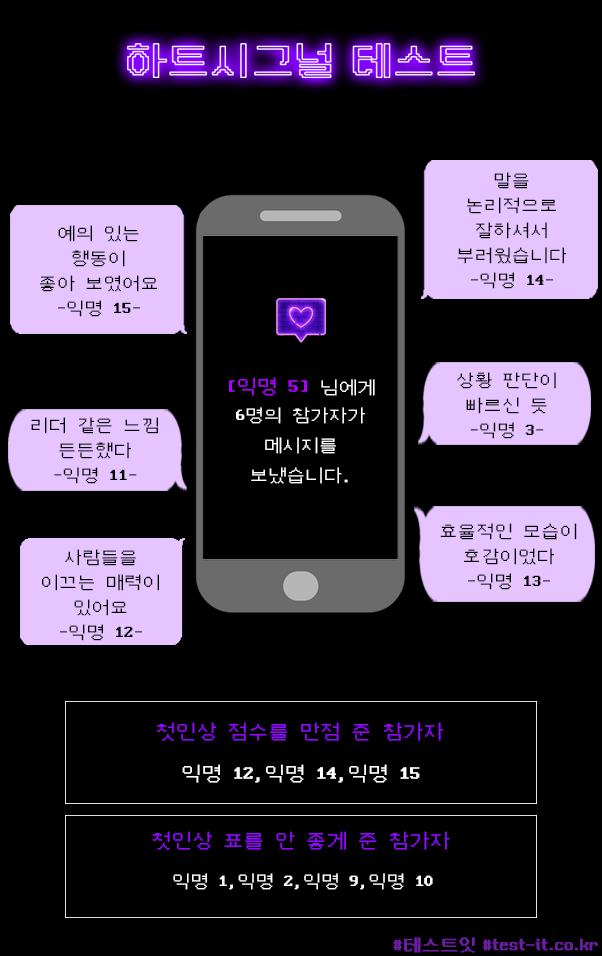 하트시그널 테스트
예의 있는
행동이
좋아 보였어요
-익명 15-
말을
논리적으로
잘하셔서
부러웠습니다
-익명 14-
[익명 5] 님에게
6명의 참가자가
메시지를
보냈습니다.
리더 같은 느낌
든든했다
-익명 11-
상황 판단이
빠르신 듯
-익명 3-
사람들을
이끄는 매력이
있어요
-익명 12-
효율적인 모습이
호감이었다
-익명 13-
첫인상 점수를 만점 준 참가자
익명 12,익명 14,익명 15
첫인상 표를 안 좋게 준 참가자
익명 1,익명 2,익명 9,익명 10
#테스트잇 #test-it.co.kr